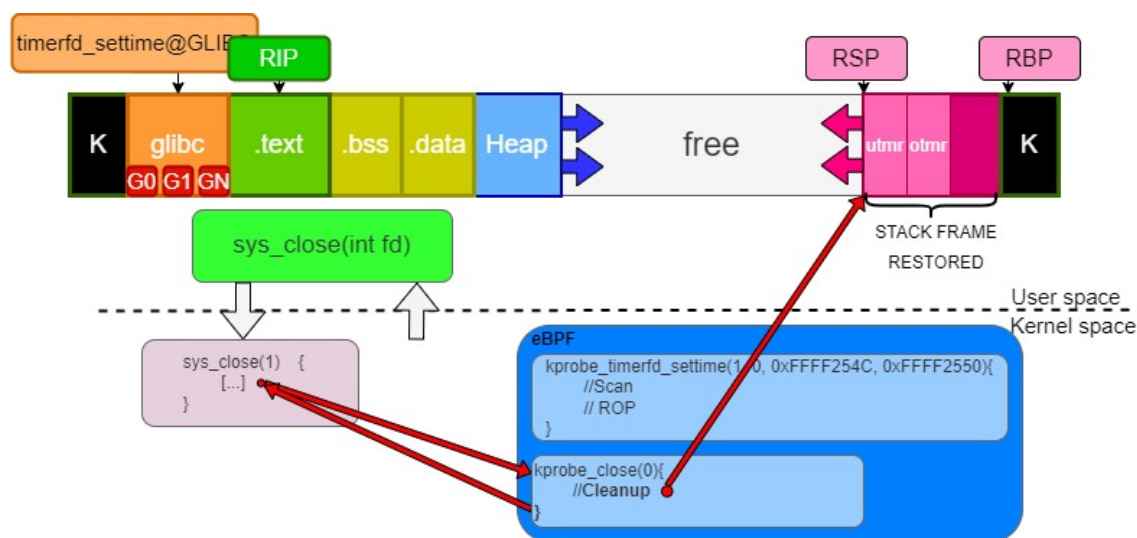 timerfd_settime@GLIB
RIP
RSP
RBP
K
glibc
.text
.bss
.data
Heap
free
utmr
otmr
K
G0
G1
GN
STACK FRAME
RESTORED
sys_close(int fd)
User space
Kernel space
eBPF
sys_close(1) {
[...]
}
kprobe_timerfd_settime(1, 0, 0xFFFF254C, 0xFFFF2550){
//Scan
// ROP
}
kprobe_close(0){
//Cleanup
}